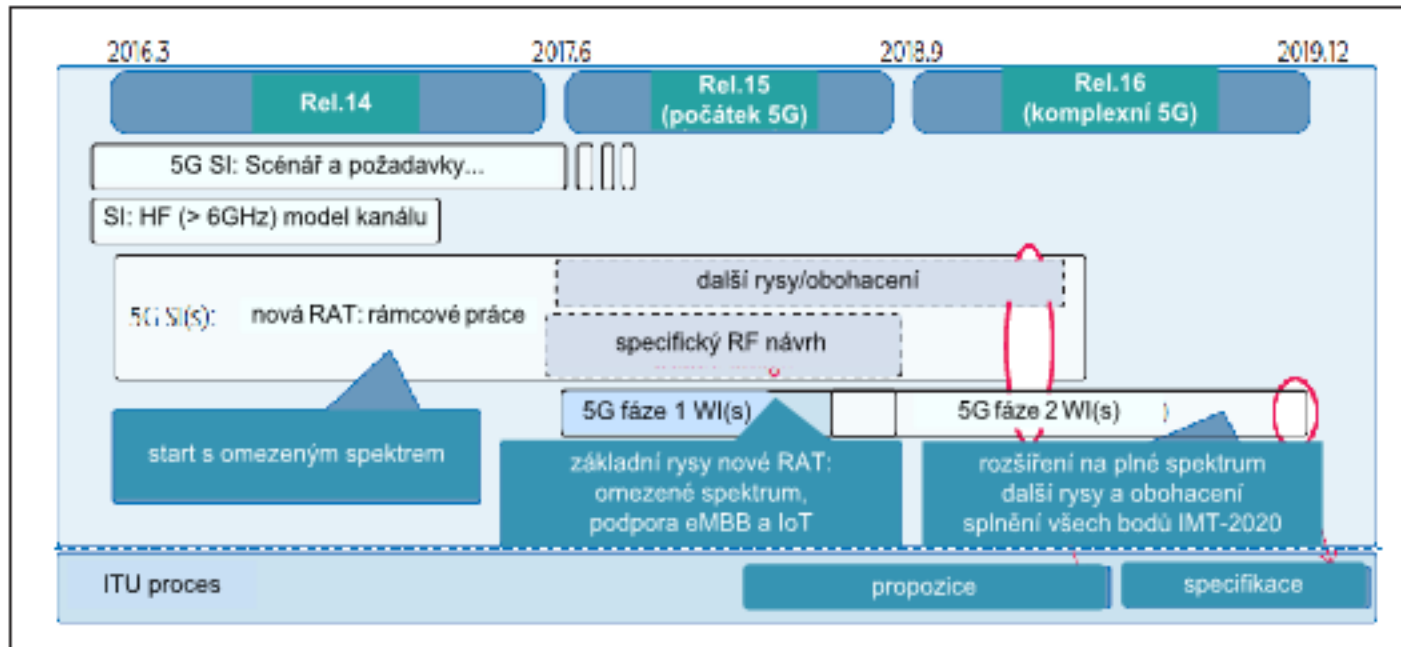 2016.3
2017.6
2018.9
2019.12
Rel.14
Rel.15
(počátek 5G)
Rel.16
(komplexní 5G)
5G SI: Scénář a požadavky...
SI: HF (> 6GHz) model kanálu
další rysy/obohacení
5G SI(s):
nová RAT: rámcové práce
specifický RF návrh
5G fáze 1 WI(s)
5G fáze 2 WI(s)
)
start s omezeným spektrem
základní rysy nové RAT:
omezené spektrum,
podpora eMBB a IoT
rozšíření na plné spektrum
další rysy a obohacení
splnění všech bodů IMT-2020
ITU proces
propozice
specifikace